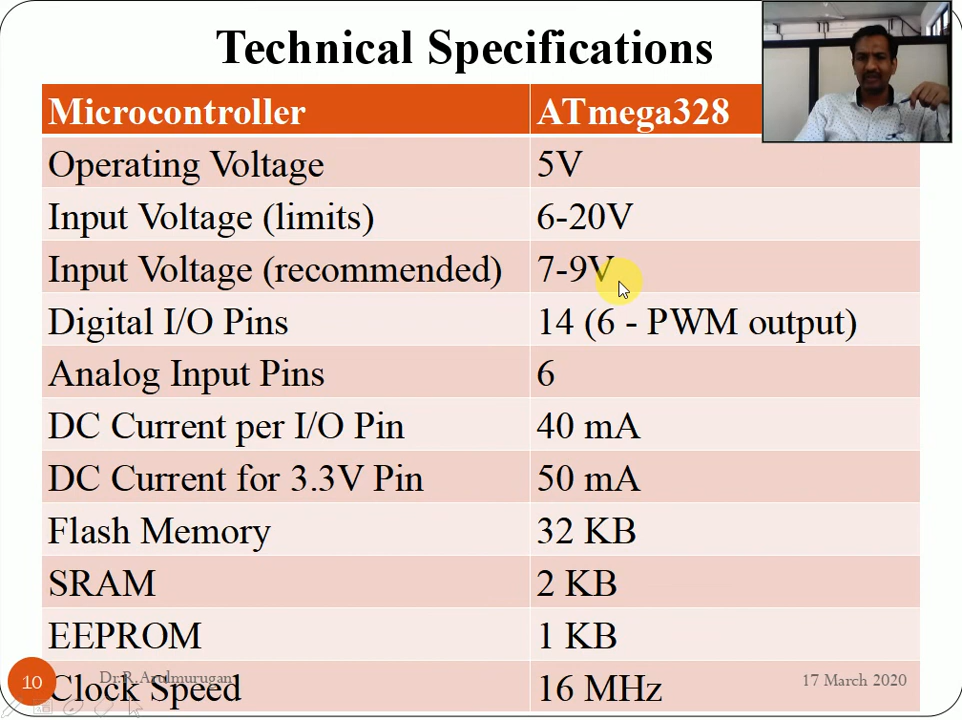 Technical Specifications
Microcontroller ATmega328
Operating Voltage 5V
Input Voltage (limits) 6-20V
Input Voltage (recommended) 7-9V
Digital I/O Pins 14 (6 - PWM output)
Analog Input Pins 6
DC Current per I/O Pin 40 mA
DC Current for 3.3V Pin 50 mA
Flash Memory 32 KB
SRAM 2 KB
EEPROM 1 KB
Clock Speed 16 MHz
10 Dr.R.Arulmurugan 17 March 2020